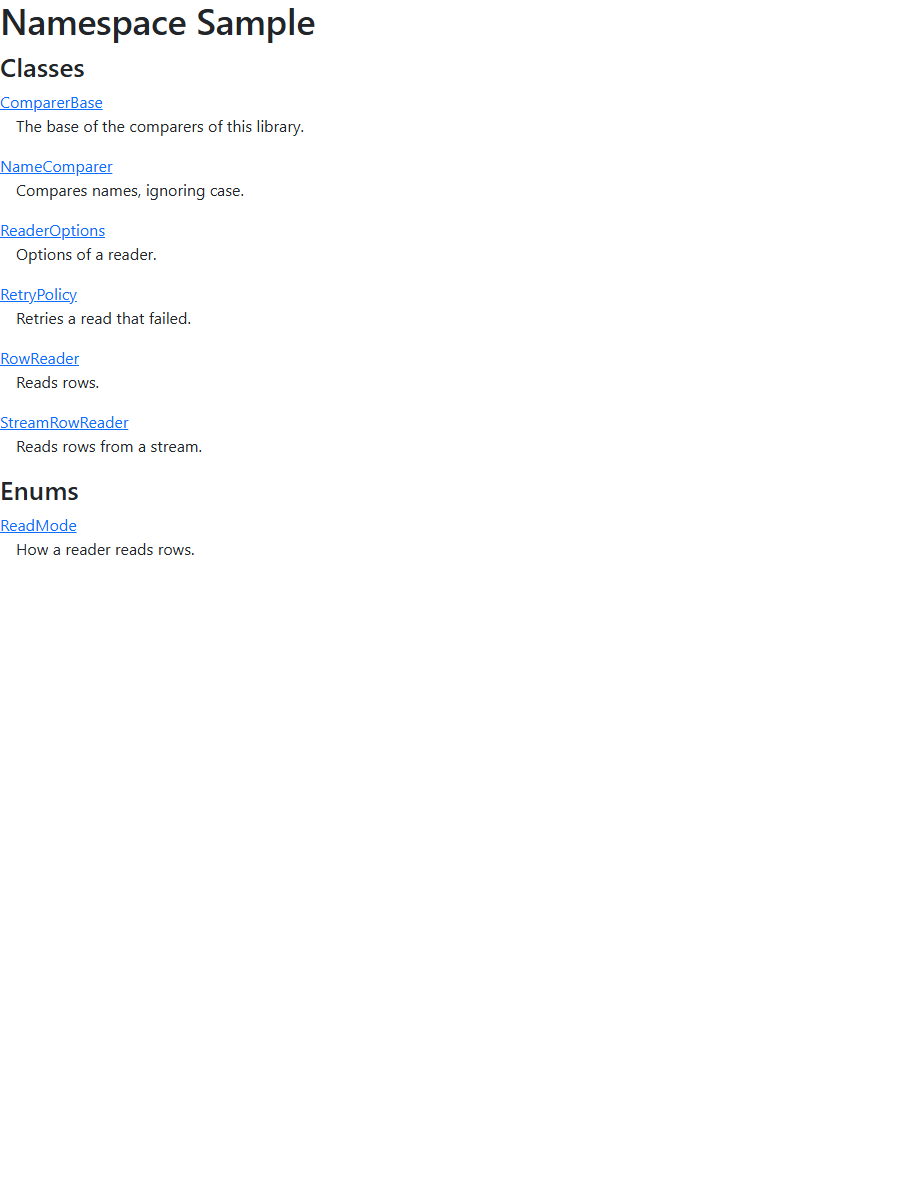 Namespace Sample
Classes
ComparerBase
The base of the comparers of this library.
NameComparer
Compares names, ignoring case.
ReaderOptions
Options of a reader.
RetryPolicy
Retries a read that failed.
RowReader
Reads rows.
StreamRowReader
Reads rows from a stream.
Enums
ReadMode
How a reader reads rows.